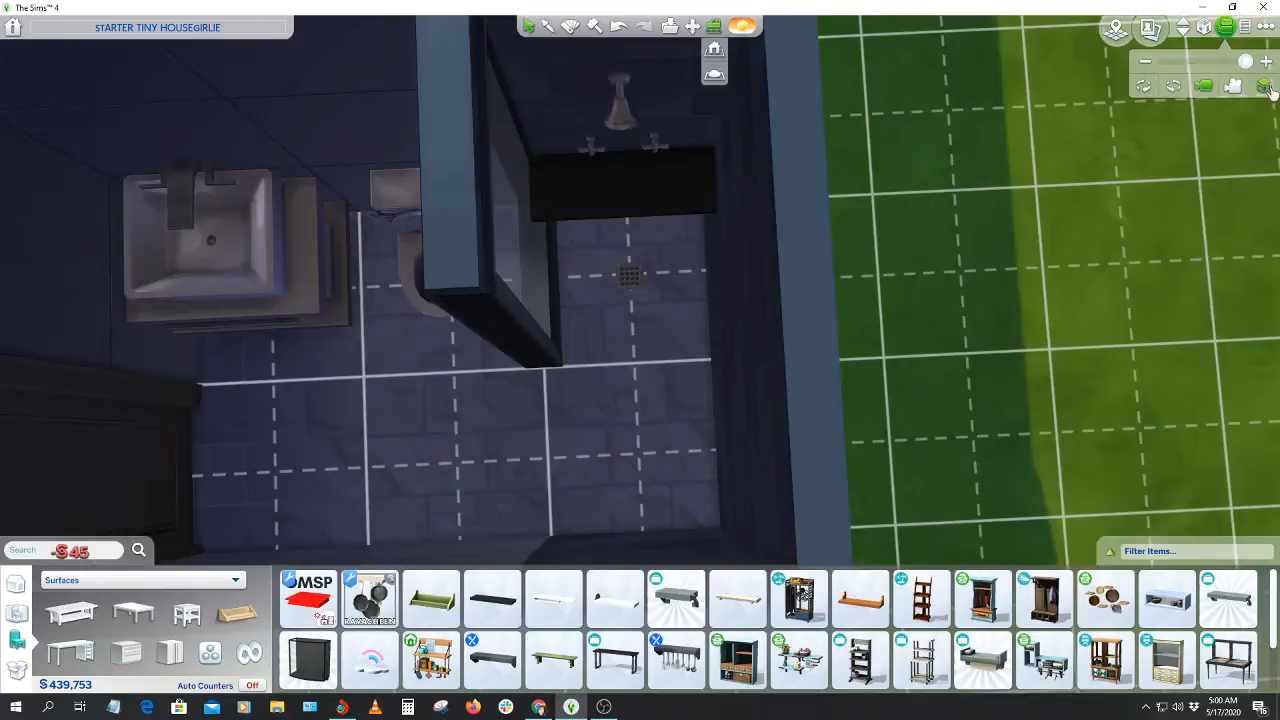 The Sims™ 4
STARTER TINY HOUSEGIRLIE
Search
-§45
Filter Items...
Surfaces
MSP
RAVASHEEN
§439,753
Auto Counters
Off
5:00 AM
5/17/2020